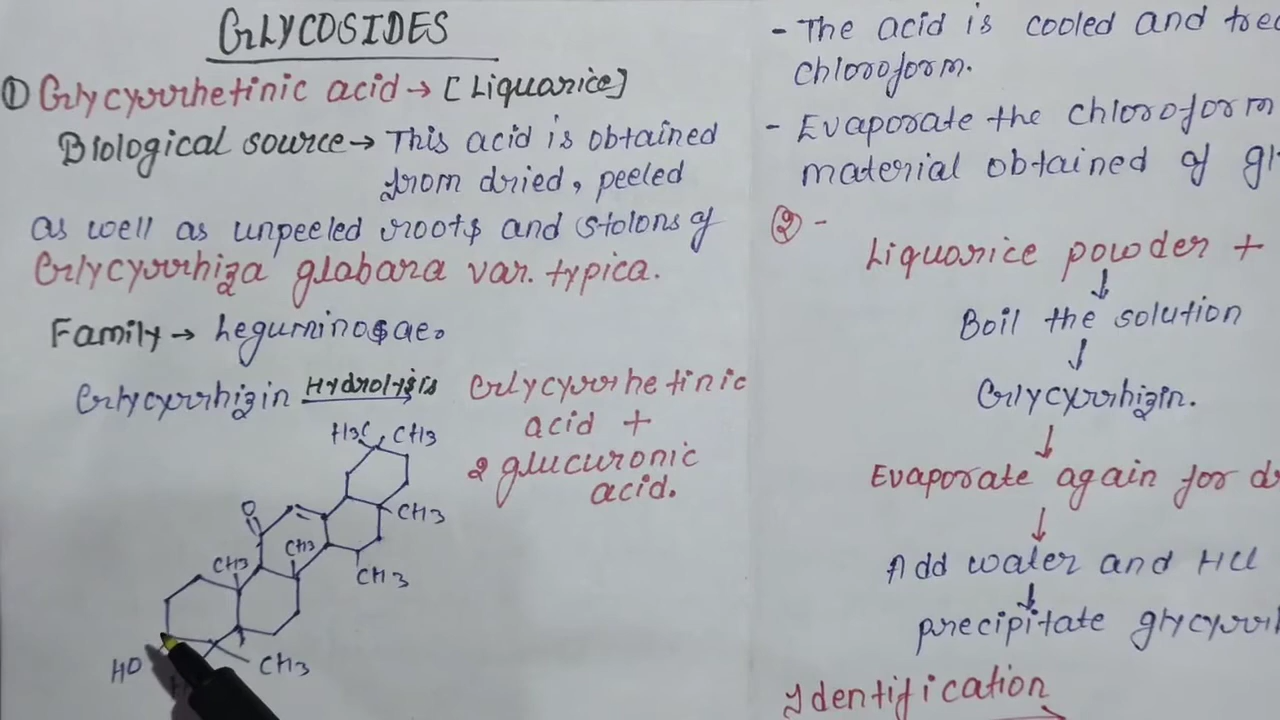 GLYCOSIDES
① Glycyrrhetinic acid → [Liquarice]
Biological source → This acid is obtained
from dried, peeled
as well as unpeeled roots and stolons of
Glycyrrhiza glabara var. typica.
Family → Leguminosae.
Glycyrrhizin Hydrolysis Glycyrrhetinic
acid +
2 glucuronic
acid.
H3C CH3
O
CH3
CH3
CH3
CH3
HO
CH3
- The acid is cooled and
chloroform.
- Evaporate the chloroform
material obtained of
② -
Liquarice powder +
↓
Boil the solution
↓
Glycyrrhizin.
↓
Evaporate again for
↓
Add water and HCl
↓
precipitate
Identification